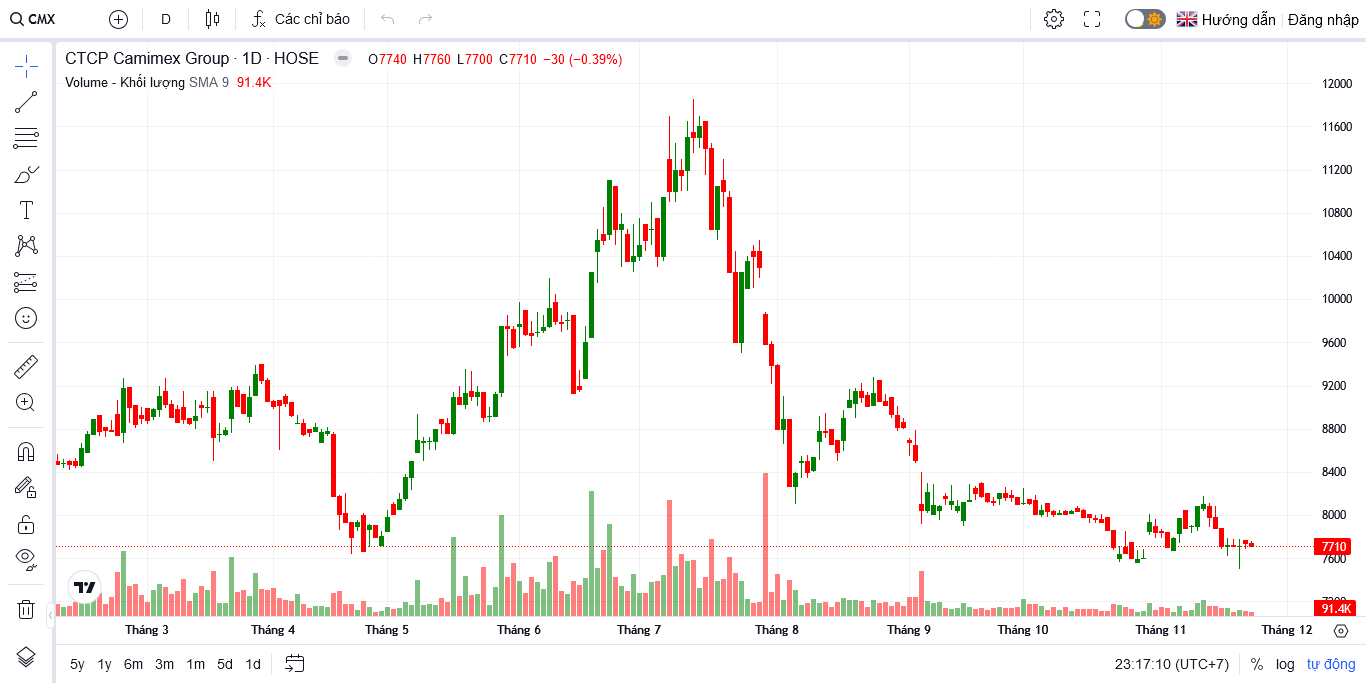 CMX D Các chỉ báo Hướng dẫn Đăng nhập
CTCP Camimex Group · 1D · HOSE O7740 H7760 L7700 C7710 −30 (−0.39%)
Volume - Khối lượng SMA 9 91.4K
12000
11600
11200
10800
10400
10000
9600
9200
8800
8400
8000
7710
7600
7200
91.4K
Tháng 3 Tháng 4 Tháng 5 Tháng 6 Tháng 7 Tháng 8 Tháng 9 Tháng 10 Tháng 11 Tháng 12
5y 1y 6m 3m 1m 5d 1d 23:17:10 (UTC+7) % log tự động